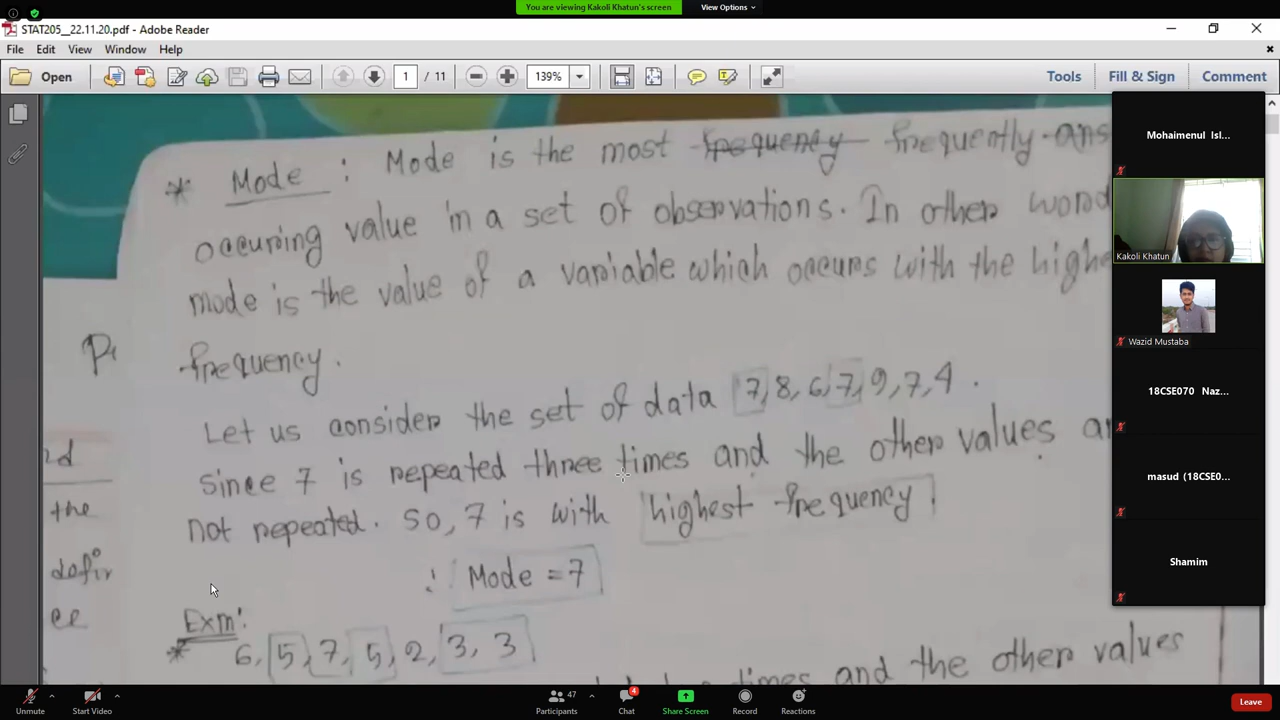 You are viewing Kakoli Khatun's screen
View Options
STAT205__22.11.20.pdf - Adobe Reader
File Edit View Window Help
Open 1 / 11 139% Tools Fill & Sign Comment
* Mode : Mode is the most frequency frequently
occuring value in a set of observations. In other word
mode is the value of a variable which occurs with the highe
frequency.
Let us consider the set of data 7, 8, 6, 7, 9, 7, 4.
since 7 is repeated three times and the other values
not repeated. So, 7 is with highest frequency.
∴ Mode = 7
Exm:
* 6, 5, 7, 5, 2, 3, 3
times and the other values
the
Mohaimenul Isl...
Kakoli Khatun
Wazid Mustaba
18CSE070 Naz...
masud (18CSE0...
Shamim
Unmute
Start Video
47
Participants
4
Chat
Share Screen
Record
Reactions
Leave